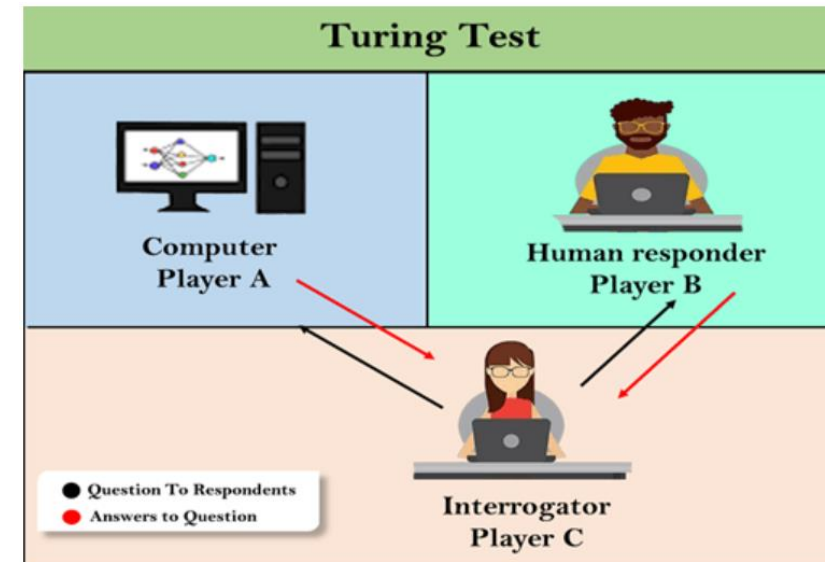 Turing Test
Computer
Player A
Human responder
Player B
Question To Respondents
Answers to Question
Interrogator
Player C